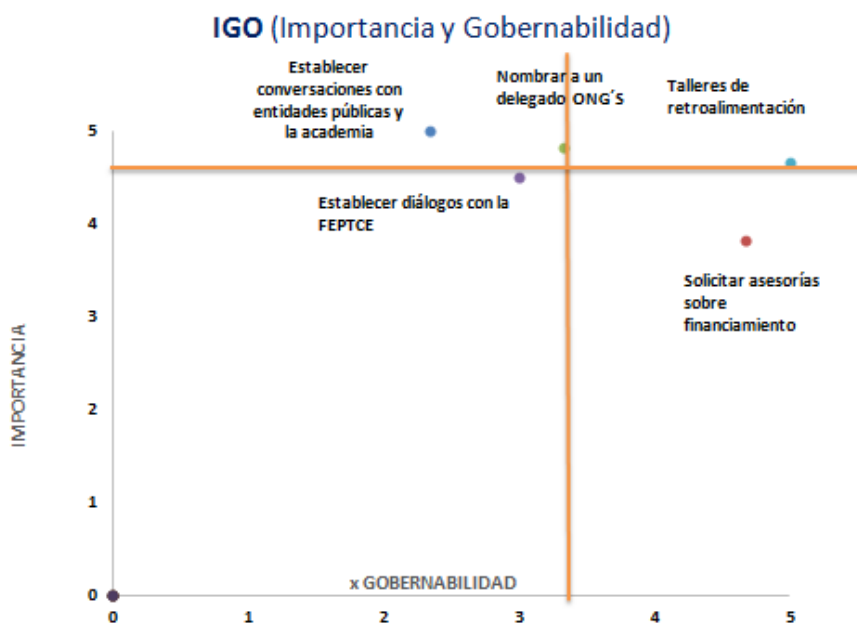 IGO (Importancia y Gobernabilidad)
Establecer
conversaciones con
entidades públicas y
la academia
Nombrar a un
delegado ONG´S
Talleres de
retroalimentación
Establecer diálogos con la
FEPTCE
Solicitar asesorías
sobre
financiamiento
IMPORTANCIA
5
4
3
2
1
0
x GOBERNABILIDAD
0 1 2 3 4 5